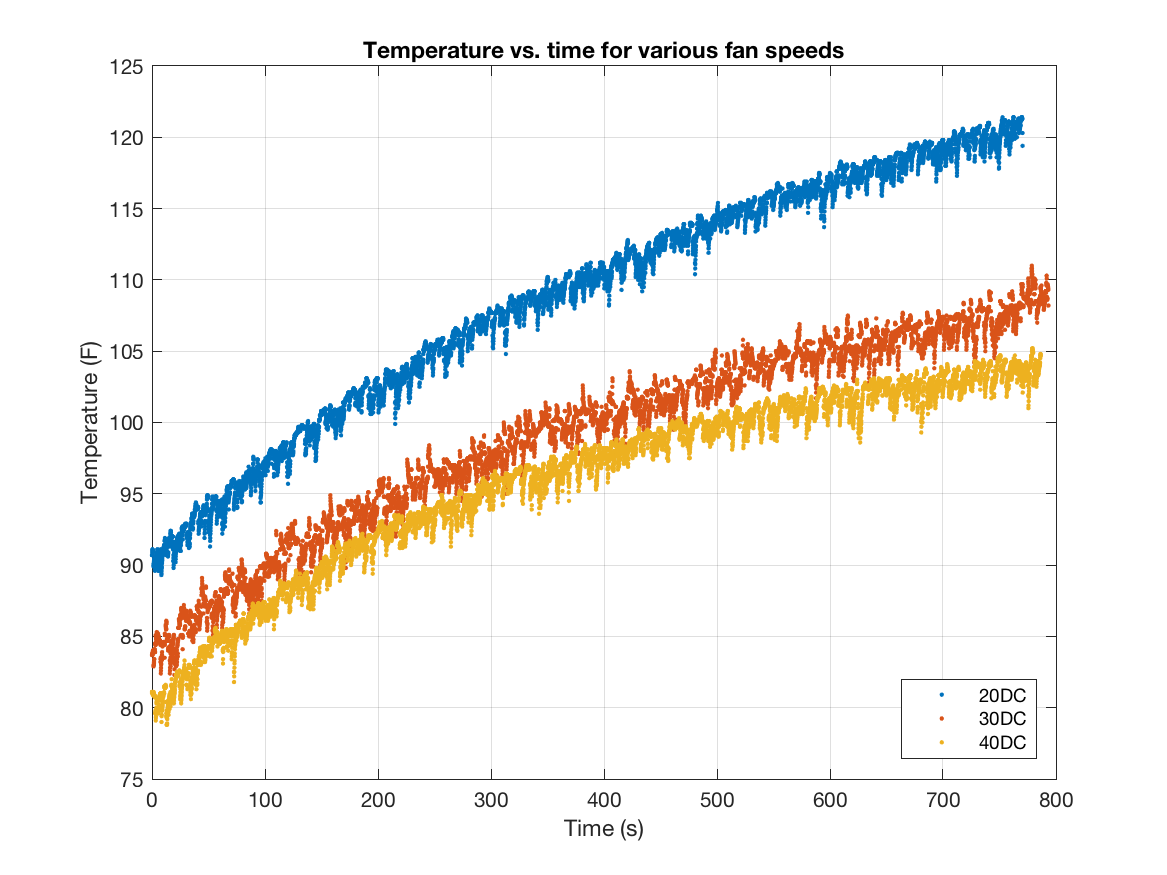 Temperature vs. time for various fan speeds
125
120
115
110
105
100
95
90
85
80
75
Temperature (F)
0 100 200 300 400 500 600 700 800
Time (s)
20DC
30DC
40DC